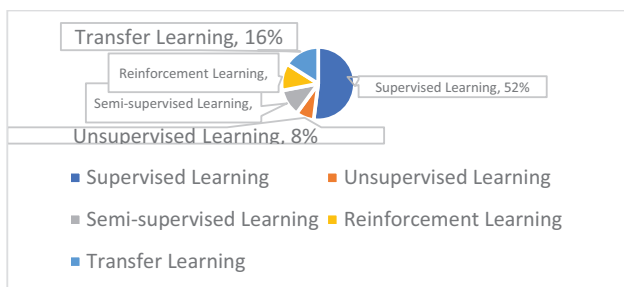 Transfer Learning, 16%
Reinforcement Learning,
Supervised Learning, 52%
Semi-supervised Learning,
Unsupervised Learning, 8%
Supervised Learning
Unsupervised Learning
Semi-supervised Learning
Reinforcement Learning
Transfer Learning